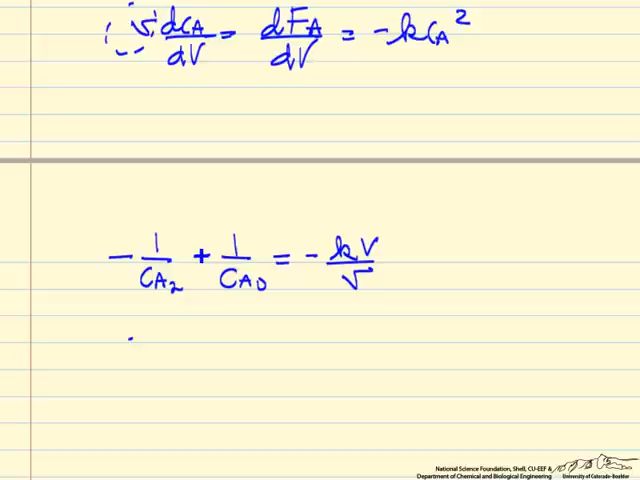 v dCA/dV = dFA/dV = -kCA²
- 1/CA₂ + 1/CA₀ = - kV/v
National Science Foundation, Shell, CU-EEF &
Department of Chemical and Biological Engineering
University of Colorado-Boulder